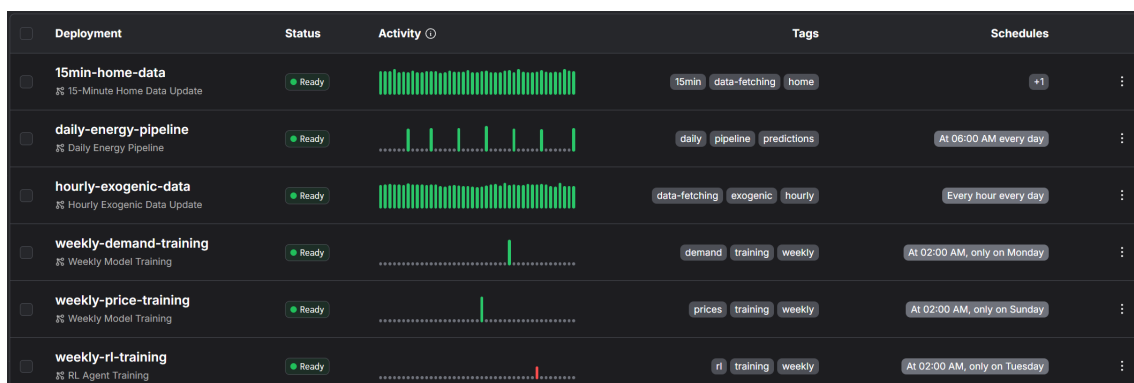 Deployment Status Activity Tags Schedules
15min-home-data
15-Minute Home Data Update
Ready
15min data-fetching home
+1
daily-energy-pipeline
Daily Energy Pipeline
Ready
daily pipeline predictions
At 06:00 AM every day
hourly-exogenic-data
Hourly Exogenic Data Update
Ready
data-fetching exogenic hourly
Every hour every day
weekly-demand-training
Weekly Model Training
Ready
demand training weekly
At 02:00 AM, only on Monday
weekly-price-training
Weekly Model Training
Ready
prices training weekly
At 02:00 AM, only on Sunday
weekly-rl-training
RL Agent Training
Ready
rl training weekly
At 02:00 AM, only on Tuesday